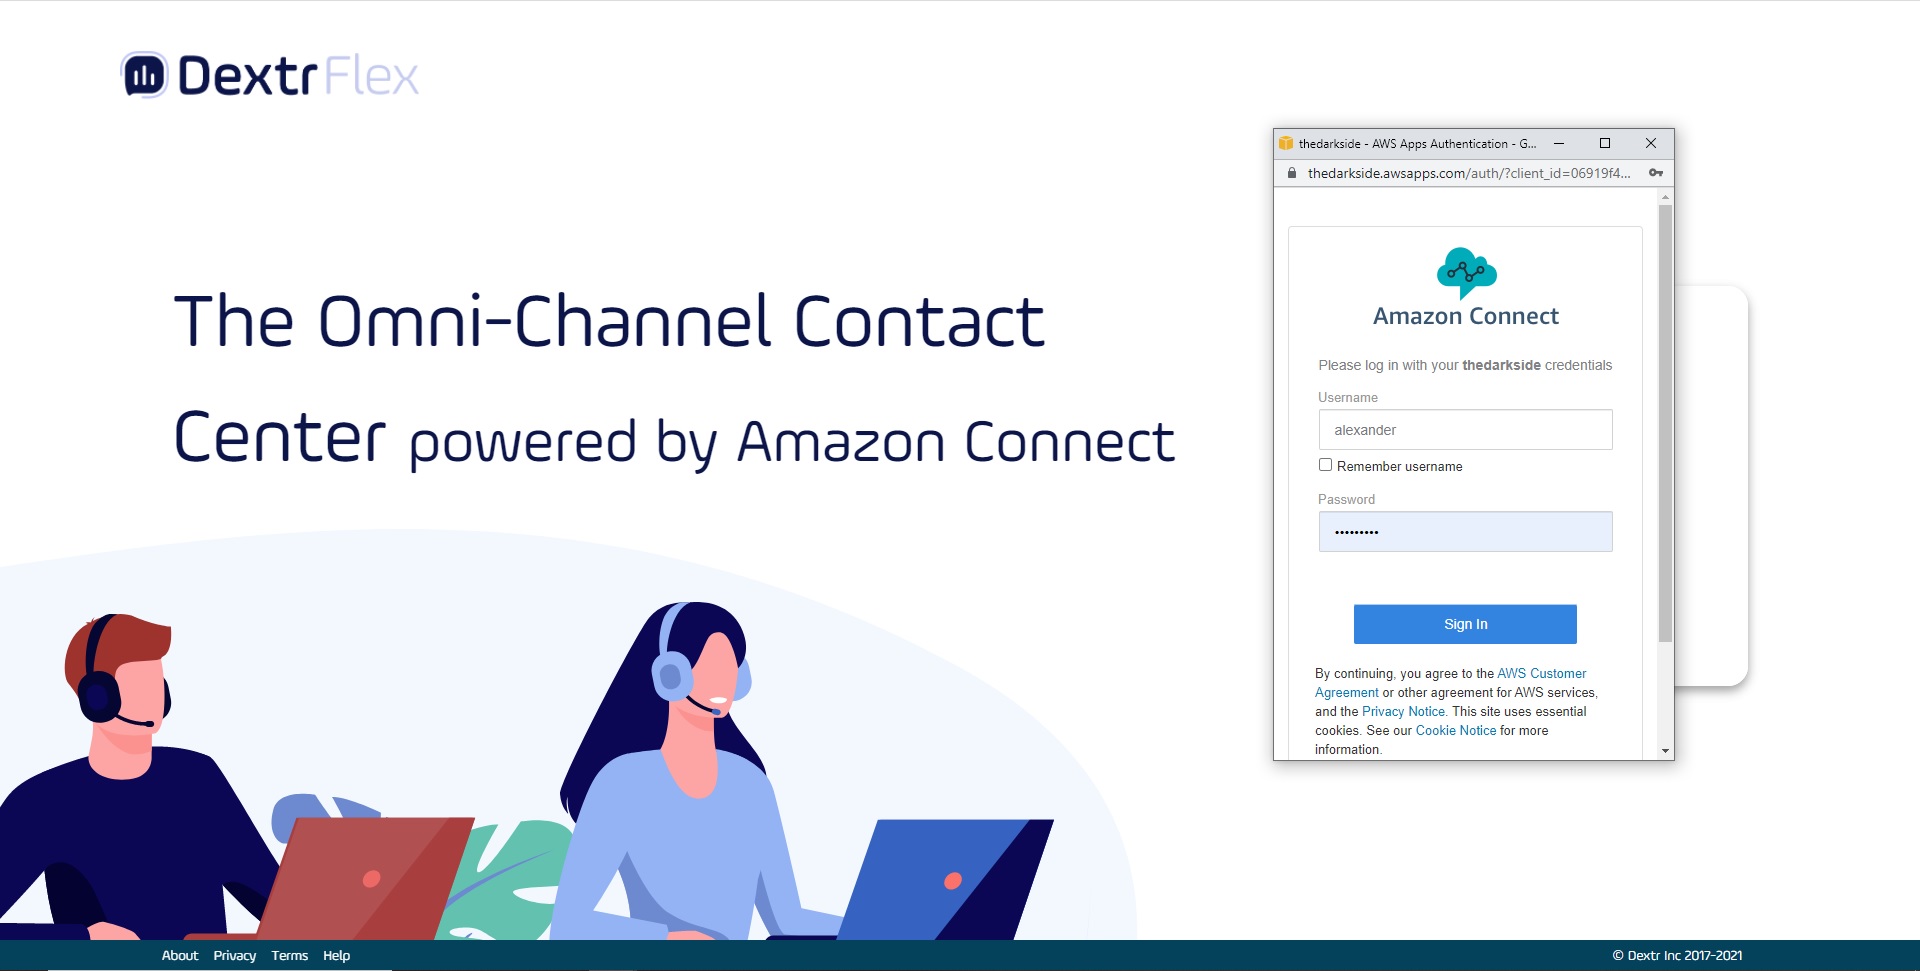 DextrFlex
The Omni-Channel Contact
Center powered by Amazon Connect
thedarkside - AWS Apps Authentication - G...
thedarkside.awsapps.com/auth/?client_id=06919f4...
Amazon Connect
Please log in with your thedarkside credentials
Username
alexander
Remember username
Password
•••••••••
Sign In
By continuing, you agree to the AWS Customer
Agreement or other agreement for AWS services,
and the Privacy Notice. This site uses essential
cookies. See our Cookie Notice for more
information.
About Privacy Terms Help
© Dextr Inc 2017-2021